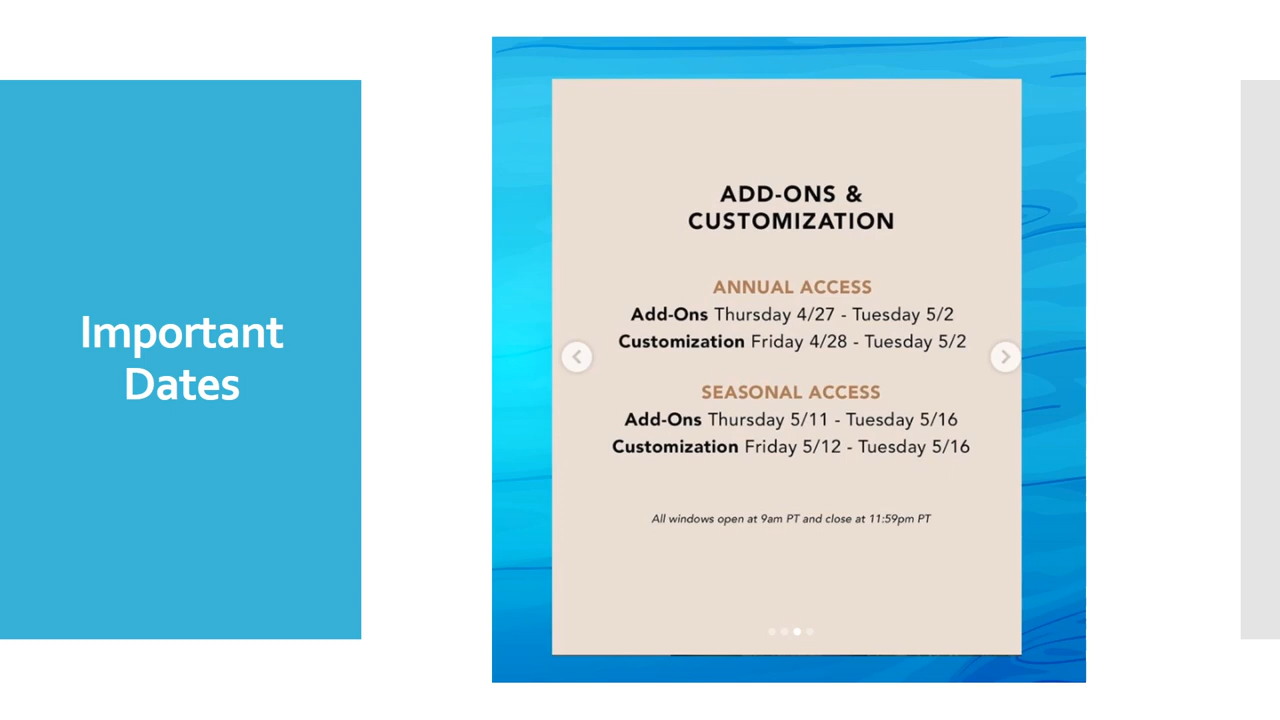 Important
Dates
ADD-ONS &
CUSTOMIZATION
ANNUAL ACCESS
Add-Ons Thursday 4/27 - Tuesday 5/2
Customization Friday 4/28 - Tuesday 5/2
SEASONAL ACCESS
Add-Ons Thursday 5/11 - Tuesday 5/16
Customization Friday 5/12 - Tuesday 5/16
All windows open at 9am PT and close at 11:59pm PT